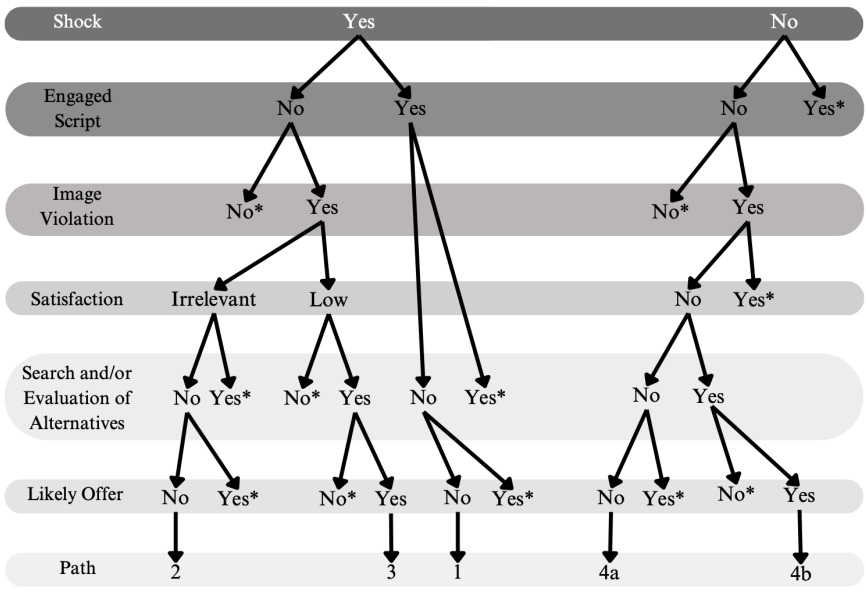 Shock Yes No
Engaged
Script
No Yes No Yes*
Image
Violation
No* Yes No* Yes
Satisfaction Irrelevant Low No Yes*
Search and/or
Evaluation of
Alternatives
No Yes* No* Yes No Yes* No Yes
Likely Offer No Yes* No* Yes No Yes* No Yes* No* Yes
Path 2 3 1 4a 4b